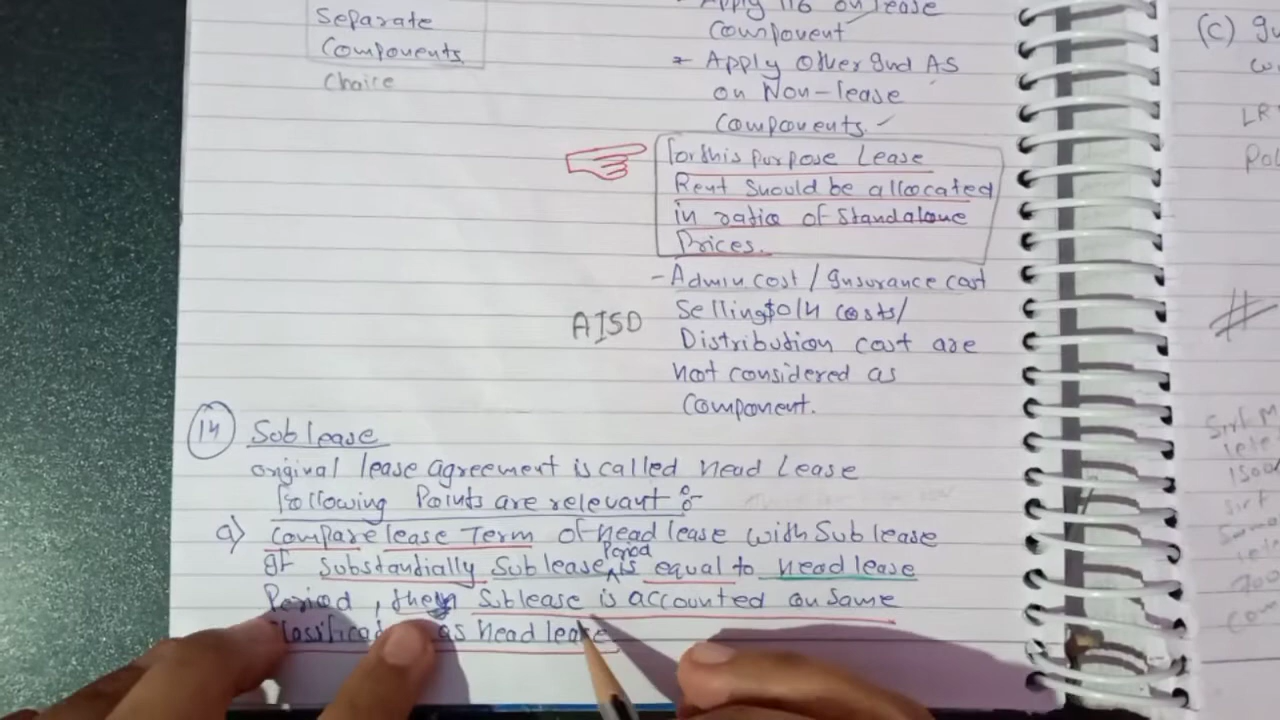 Separate
Components
Choice
Apply 116 on lease
Component
* Apply Other Ind AS
on Non-lease
Components.
For this Purpose Lease
Rent should be allocated
in ratio of Standalone
Prices.
- Admin cost / Insurance cost
Selling & 
Distribution cost are
not considered as
Component.
AISD
14 Sublease
original lease agreement is called Head Lease
Following Points are relevant :-
a) Compare lease Term of head lease with Sublease
If Substantially Sublease Period is equal to head lease
Period, then Sublease is accounted on Same
as head lease
(C)
LR
#